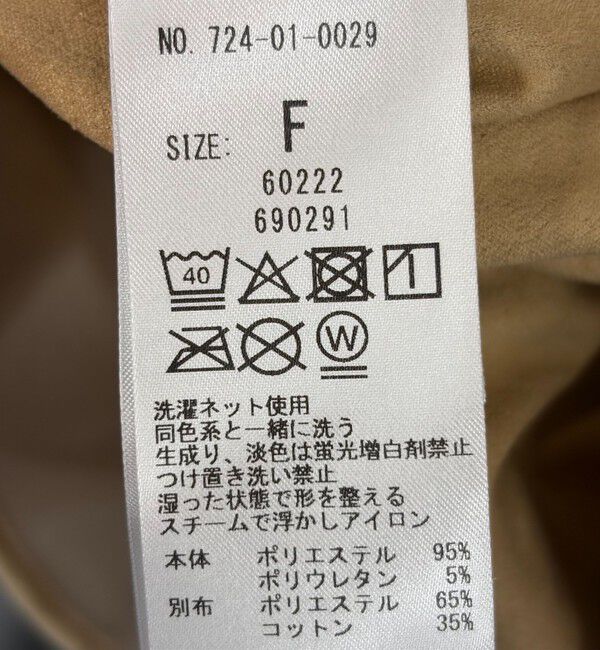 NO. 724-01-0029
SIZE: F
60222
690291
40
W
洗濯ネット使用
同色系と一緒に洗う
生成り、淡色は蛍光増白剤禁止
つけ置き洗い禁止
湿った状態で形を整える
スチームで浮かしアイロン
本体 ポリエステル 95%
ポリウレタン 5%
別布 ポリエステル 65%
コットン 35%